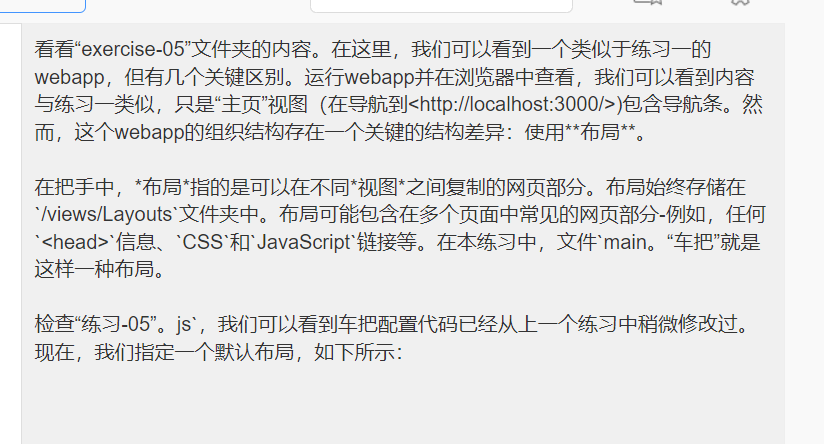 看看“exercise-05”文件夹的内容。在这里，我们可以看到一个类似于练习一的
webapp，但有几个关键区别。运行webapp并在浏览器中查看，我们可以看到内容
与练习一类似，只是“主页”视图（在导航到<http://localhost:3000/>)包含导航条。然
而，这个webapp的组织结构存在一个关键的结构差异：使用**布局**。
在把手中，*布局*指的是可以在不同*视图*之间复制的网页部分。布局始终存储在
`/views/Layouts`文件夹中。布局可能包含在多个页面中常见的网页部分-例如，任何
`<head>`信息、`CSS`和`JavaScript`链接等。在本练习中，文件`main。“车把”就是
这样一种布局。
检查“练习-05”。js`，我们可以看到车把配置代码已经从上一个练习中稍微修改过。
现在，我们指定一个默认布局，如下所示：